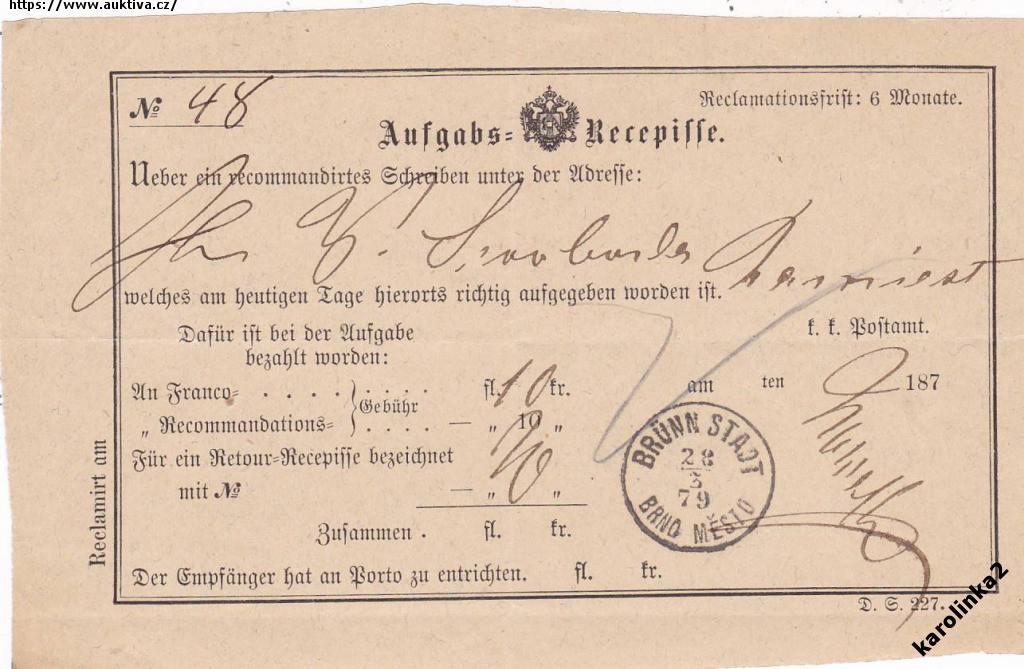 https://www.auktiva.cz/
№ 48
Reclamationsfrist: 6 Monate.
Aufgabs= Recepisse.
Ueber ein recommandirtes Schreiben unter der Adresse:
welches am heutigen Tage hierorts richtig aufgegeben worden ist.
Dafür ist bei der Aufgabe
bezahlt worden:
k. k. Postamt.
An Franco= . . . . . . . . fl. 10 kr.
Gebühr
„ Recommandations= . . . . — „ 10 „
am ten 187
Für ein Retour=Recepisse bezeichnet
mit № — „ „
Zusammen . fl. kr.
Der Empfänger hat an Porto zu entrichten. fl. kr.
BRÜNN STADT
28
3
79
BRNO MĚSTO
Reclamirt am
D. S. 227.
karolinka2